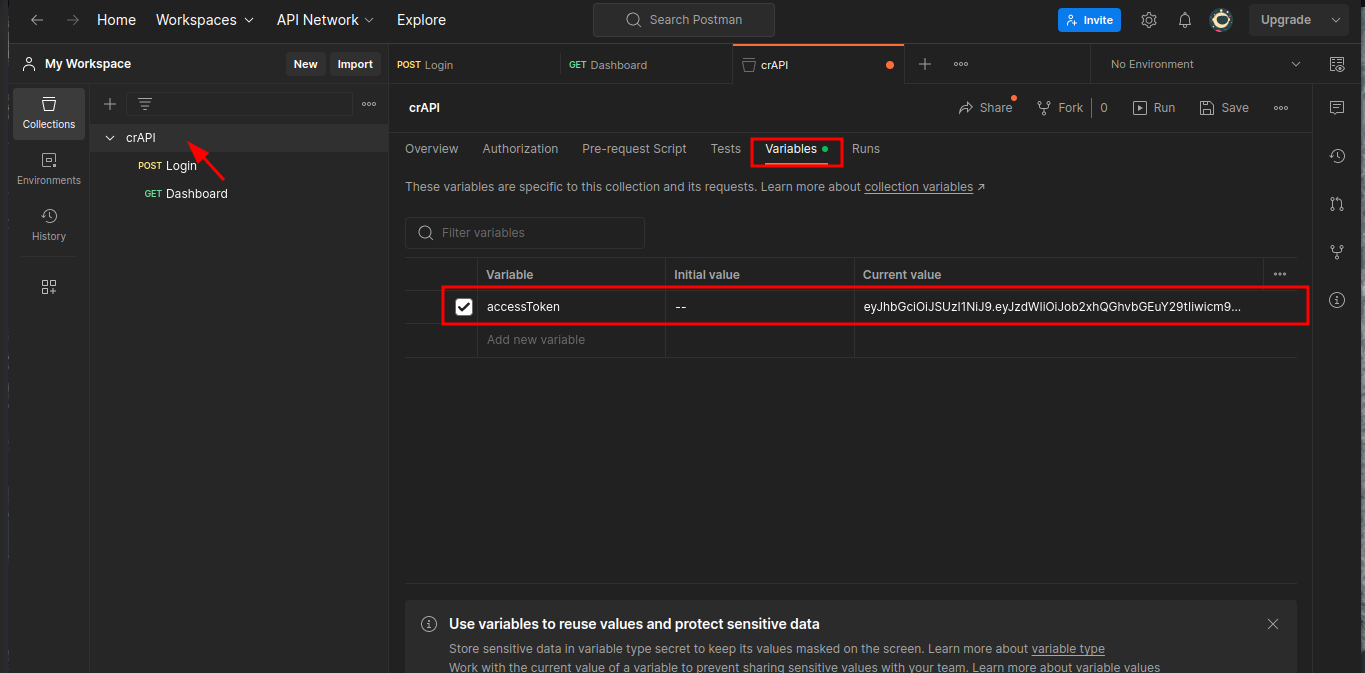 Home Workspaces API Network Explore Search Postman Invite Upgrade
My Workspace New Import POST Login GET Dashboard crAPI No Environment
Collections
Environments
History
crAPI
POST Login
GET Dashboard
crAPI Share Fork 0 Run Save
Overview Authorization Pre-request Script Tests Variables Runs
These variables are specific to this collection and its requests. Learn more about collection variables ↗
Filter variables
Variable Initial value Current value
accessToken -- eyJhbGciOiJSUzI1NiJ9.eyJzdWIiOiJob2xhQGhvbGEuY29tIiwicm9...
Add new variable
Use variables to reuse values and protect sensitive data
Store sensitive data in variable type secret to keep its values masked on the screen. Learn more about variable type
Work with the current value of a variable to prevent sharing sensitive values with your team. Learn more about variable values